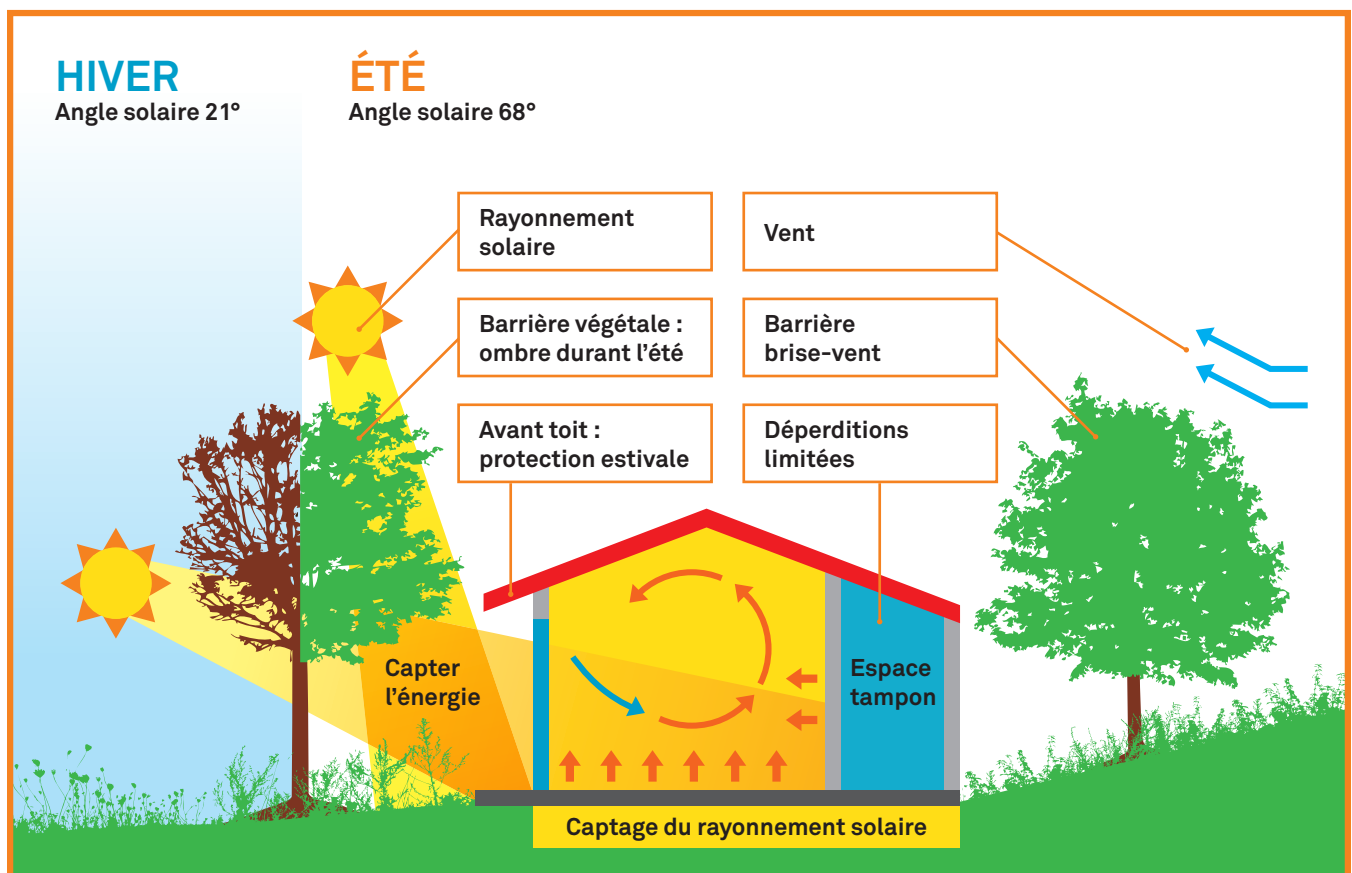 HIVER
Angle solaire 21°
ÉTÉ
Angle solaire 68°
Rayonnement
solaire
Vent
Barrière végétale :
ombre durant l’été
Barrière
brise-vent
Avant toit :
protection estivale
Déperditions
limitées
Capter
l’énergie
Espace
tampon
Captage du rayonnement solaire